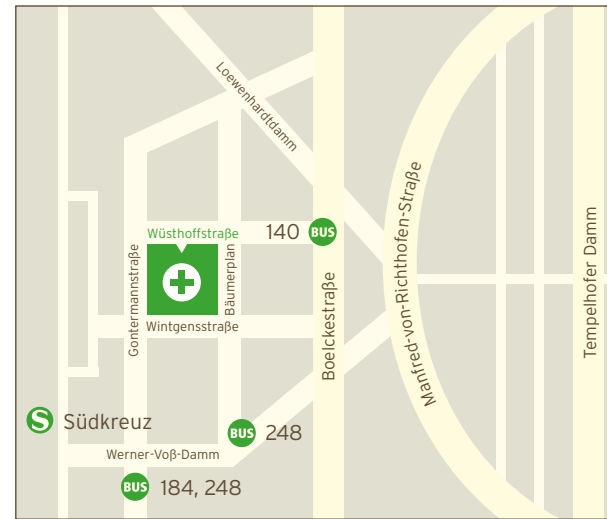 Loewenhardtdamm
Wüsthoffstraße
140 BUS
Gontermannstraße
Bäumerplan
Wintgensstraße
Boelckestraße
Manfred-von-Richthofen-Straße
Tempelhofer Damm
S Südkreuz
BUS 248
Werner-Voß-Damm
BUS 184, 248